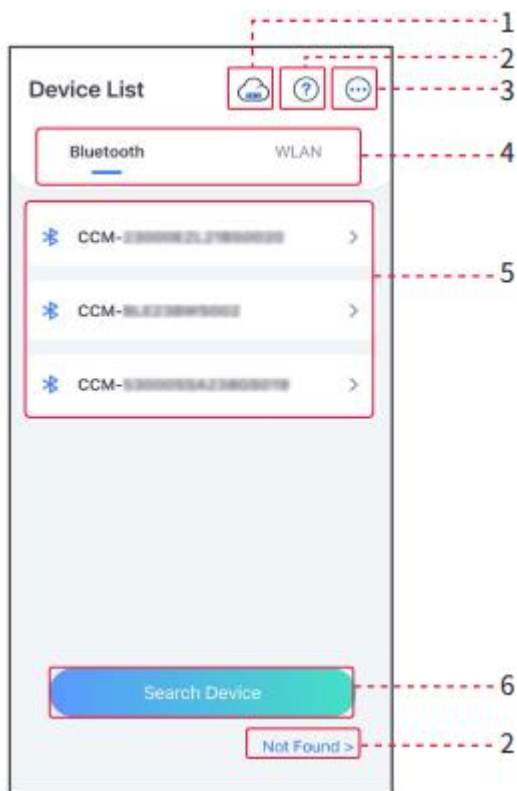 1
2
Device List
?
3
Bluetooth WLAN
4
CCM-
5
CCM-
CCM-
Search Device
6
Not Found >
2